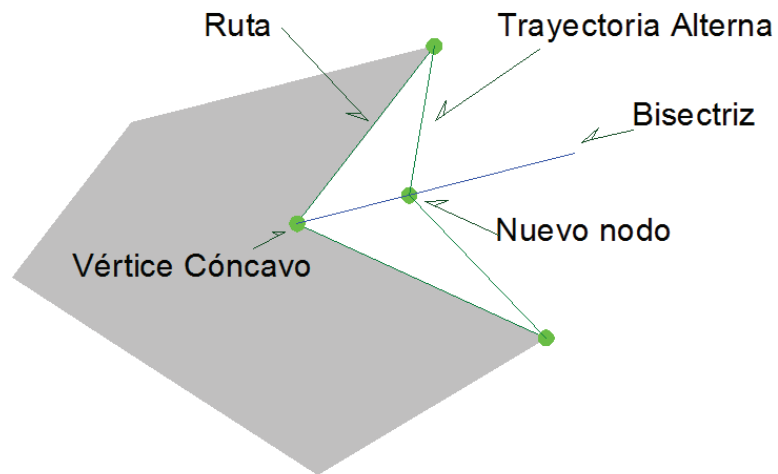 Ruta
Trayectoria Alterna
Bisectriz
Nuevo nodo
Vértice Cóncavo